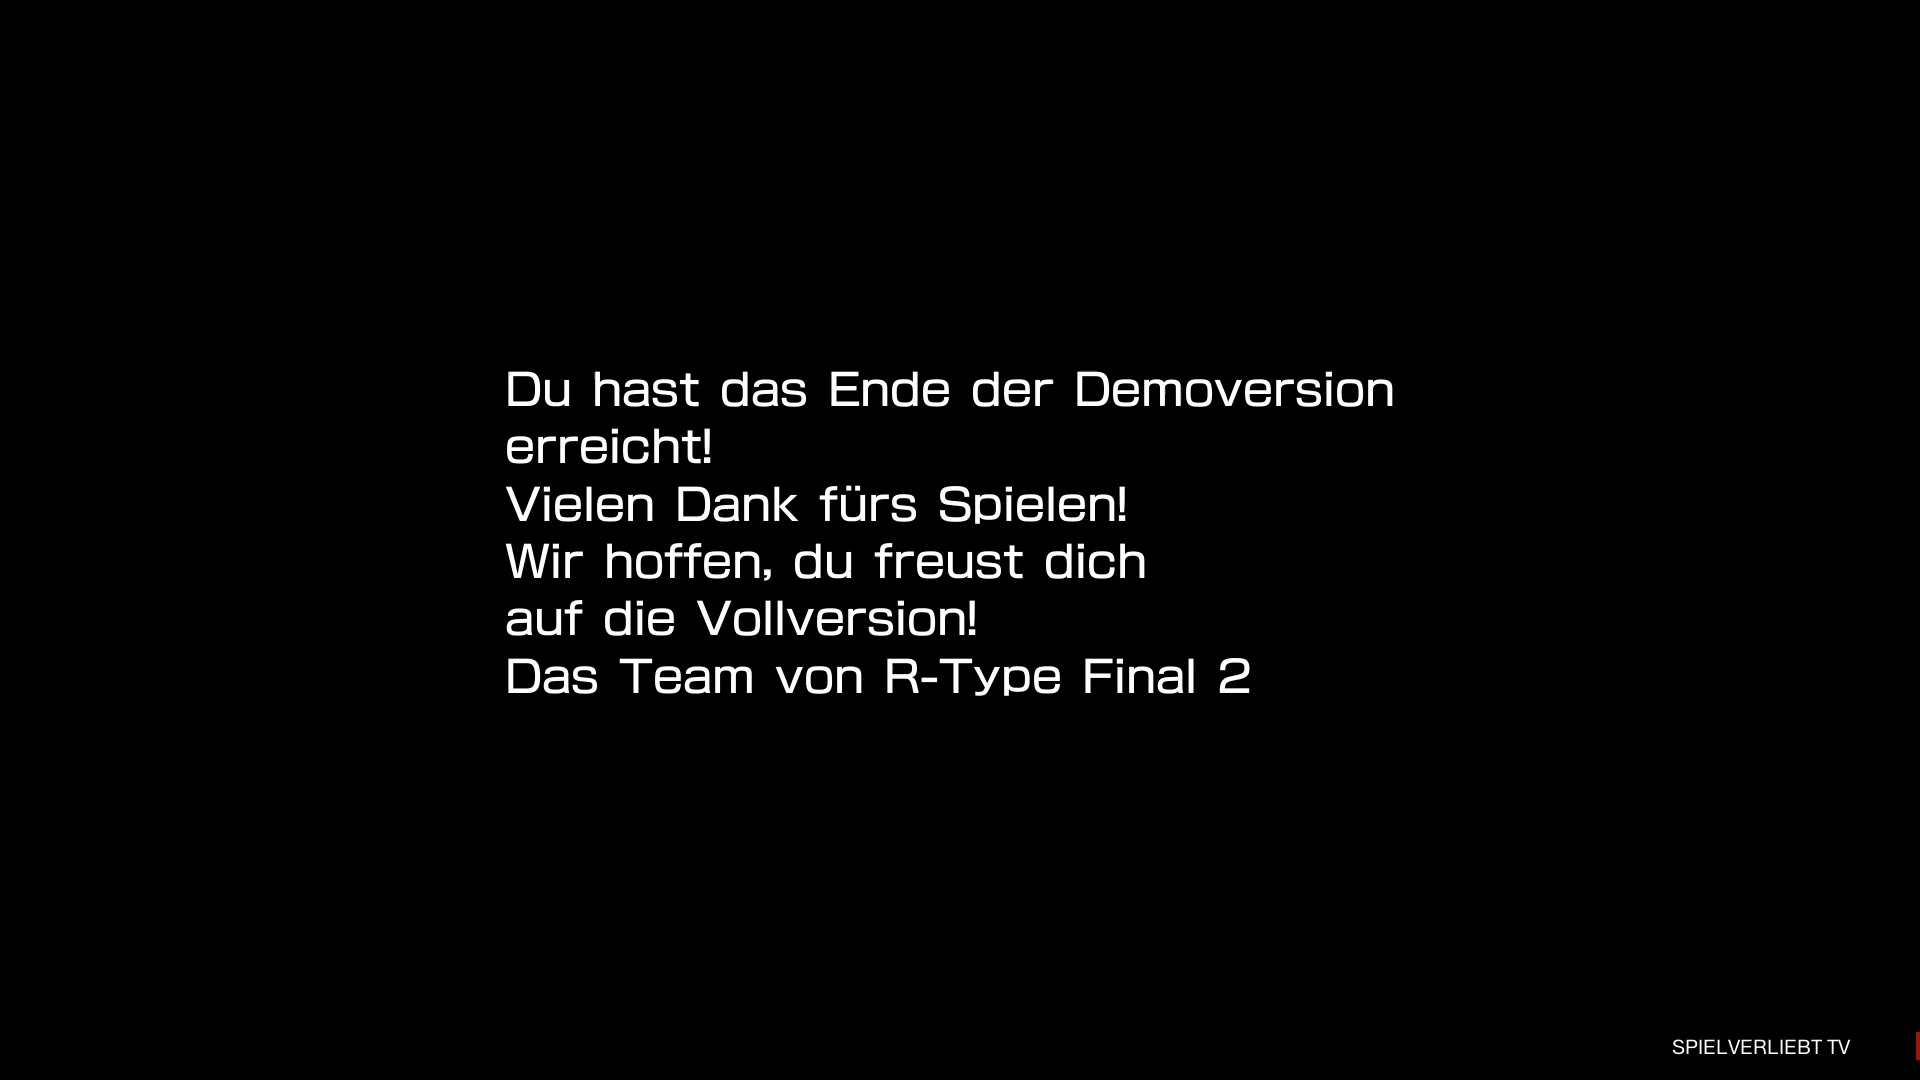 Du hast das Ende der Demoversion
erreicht!
Vielen Dank fürs Spielen!
Wir hoffen, du freust dich
auf die Vollversion!
Das Team von R-Type Final 2
SPIELVERLIEBT TV